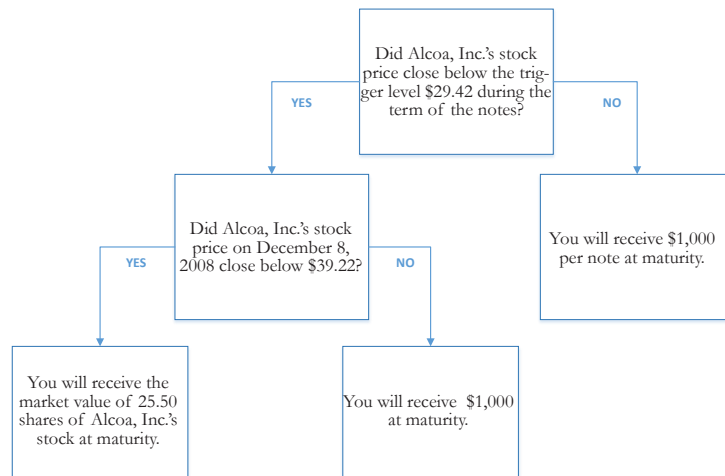 Did Alcoa, Inc.'s stock
price close below the trig-
ger level $29.42 during the
term of the notes?
YES
NO
Did Alcoa, Inc.'s stock
price on December 8,
2008 close below $39.22?
You will receive $1,000
per note at maturity.
YES
NO
You will receive the
market value of 25.50
shares of Alcoa, Inc.'s
stock at maturity.
You will receive $1,000
at maturity.